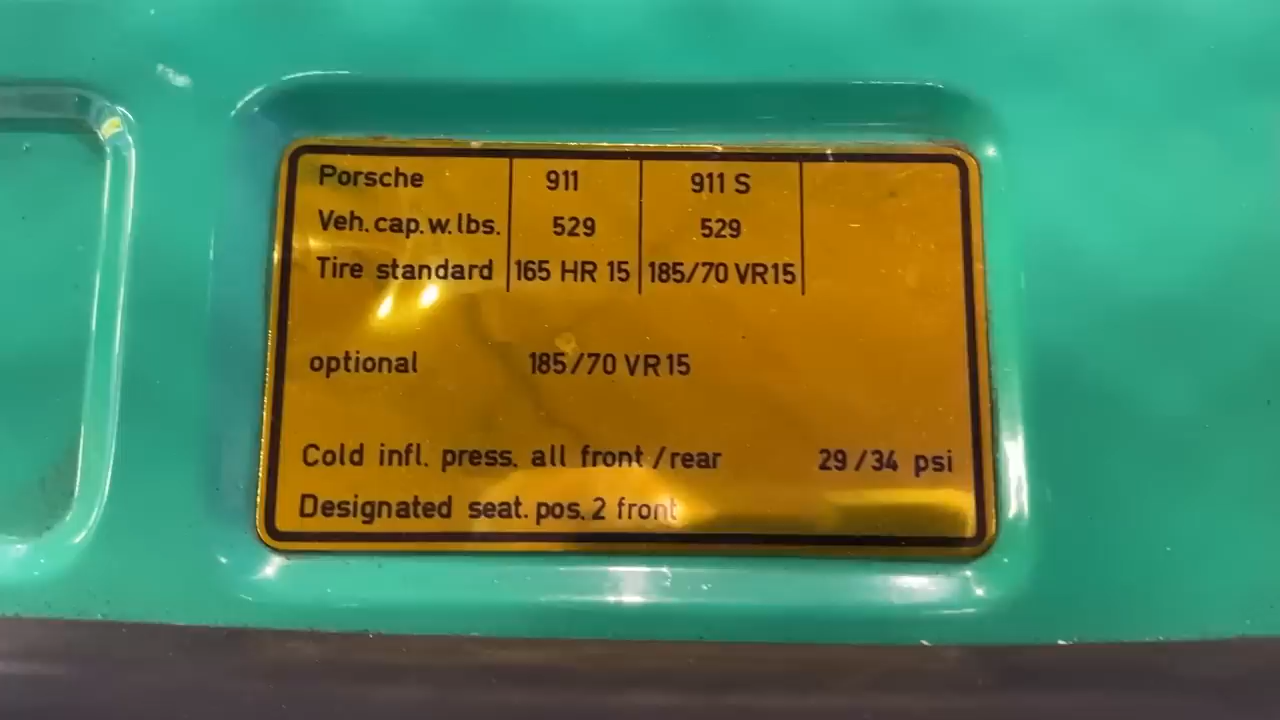 Porsche 911 911 S
Veh. cap. w. lbs. 529 529
Tire standard 165 HR 15 185/70 VR15
optional 185/70 VR15
Cold infl. press. all front/rear 29/34 psi
Designated seat. pos. 2 front